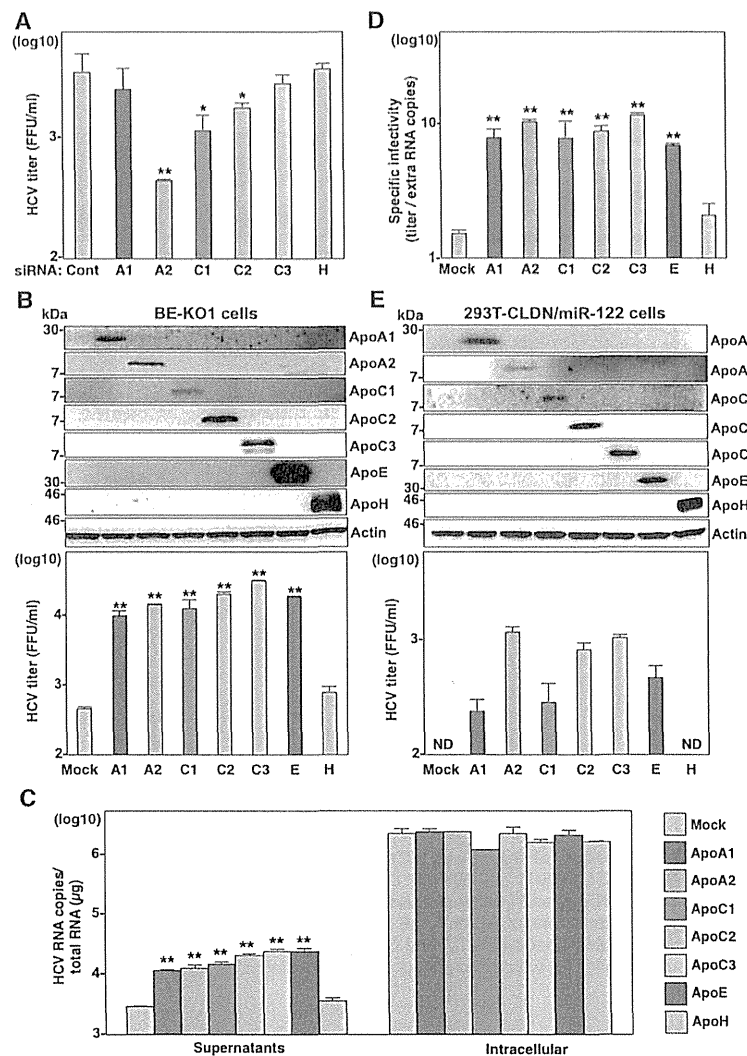 A
(log10)
HCV titer (FFU/ml)
3
2
* *
**
siRNA: Cont A1 A2 C1 C2 C3 H
D
(log10)
Specific infectivity
(titer / extra RNA copies)
10
1
** ** ** ** ** **
Mock A1 A2 C1 C2 C3 E H
B
BE-KO1 cells
kDa
30
ApoA1
7
ApoA2
7
ApoC1
7
ApoC2
7
ApoC3
30
ApoE
46
ApoH
46
Actin
(log10)
HCV titer (FFU/ml)
4
3
2
** ** ** ** ** **
Mock A1 A2 C1 C2 C3 E H
E
293T-CLDN/miR-122 cells
kDa
30
ApoA
7
ApoA
7
ApoC
7
ApoC
7
ApoC
30
ApoE
46
ApoH
46
Actin
(log10)
HCV titer (FFU/ml)
3
2
ND ND
Mock A1 A2 C1 C2 C3 E H
C
(log10)
HCV RNA copies/
total RNA (µg)
6
5
4
3
** ** ** ** ** **
Supernatants Intracellular
Mock
ApoA1
ApoA2
ApoC1
ApoC2
ApoC3
ApoE
ApoH